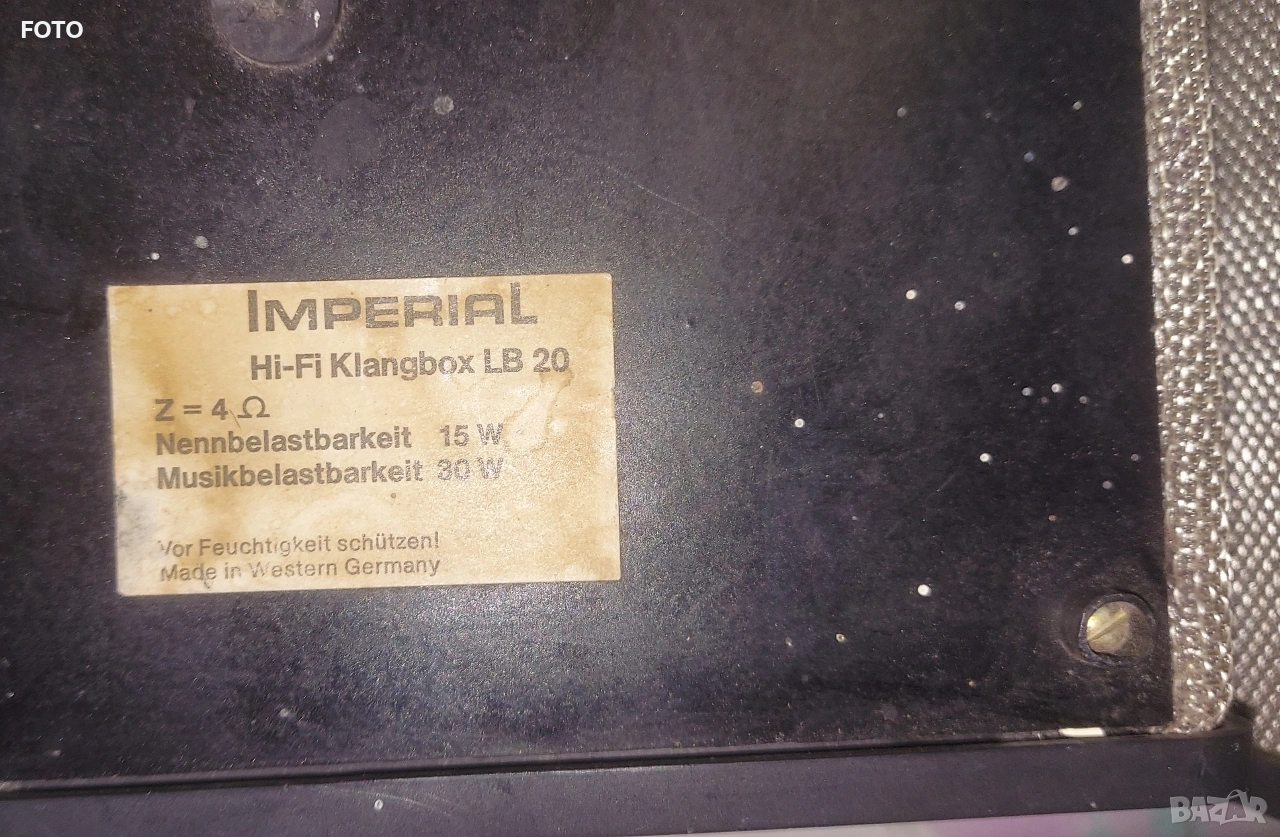 FOTO
IMPERIAL
Hi-Fi Klangbox LB 20
Z = 4 Ω
Nennbelastbarkeit 15 W
Musikbelastbarkeit 30 W
Vor Feuchtigkeit schützen!
Made in Western Germany
BAZAR